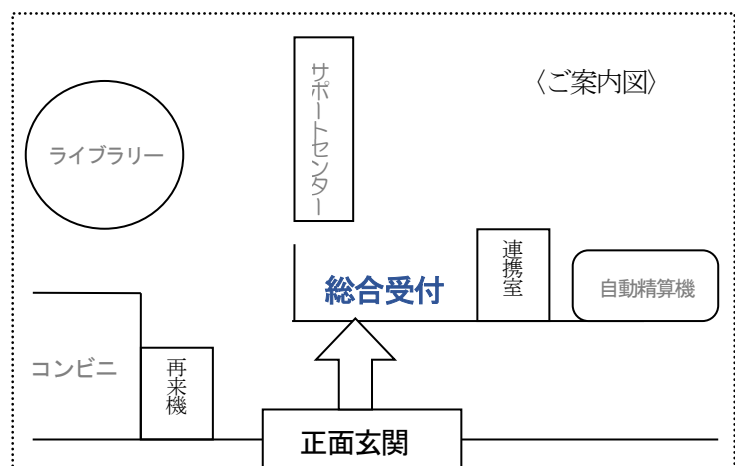 〈ご案内図〉
サポートセンター
ライブラリー
連携室
総合受付
自動精算機
コンビニ
再来機
正面玄関